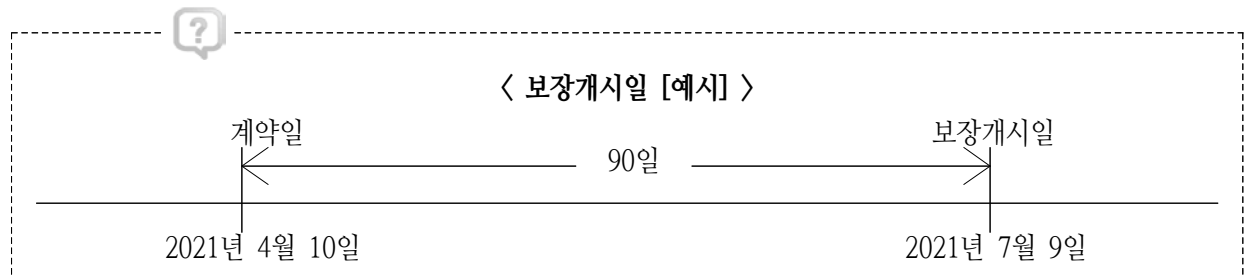 ?
〈 보장개시일 [예시] 〉
계약일 보장개시일
90일
2021년 4월 10일 2021년 7월 9일